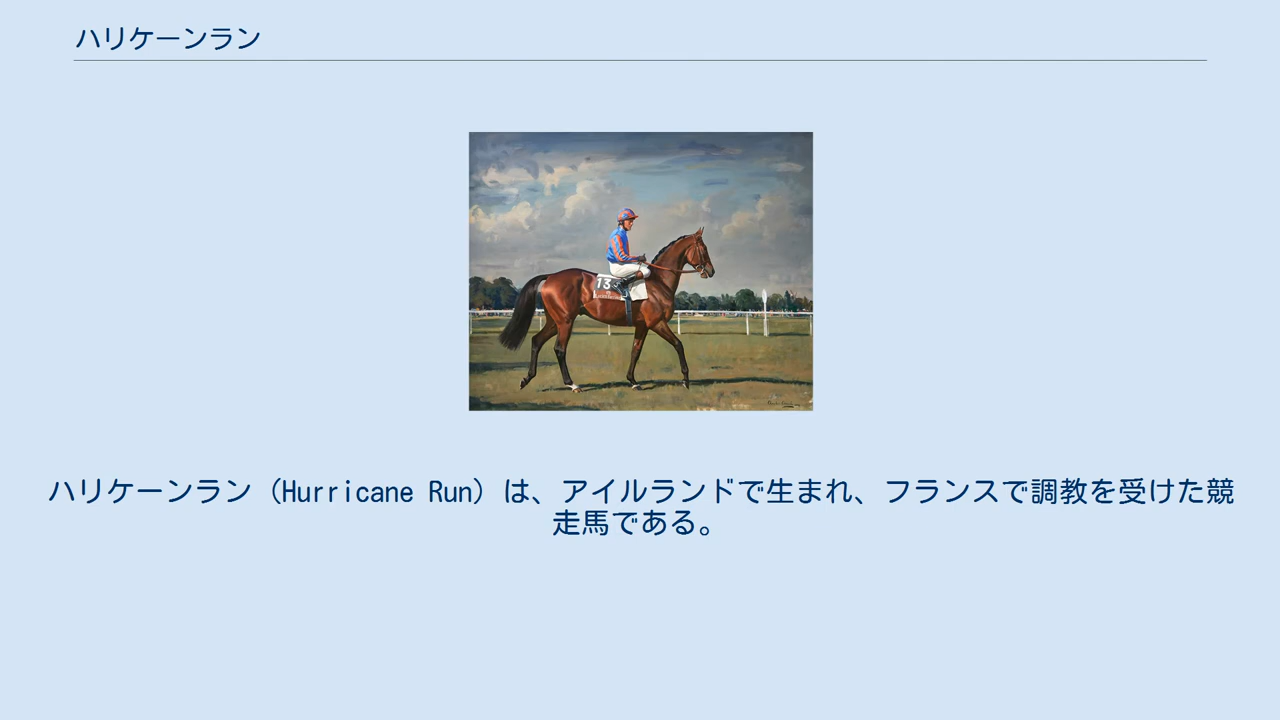 ハリケーンラン
13
ハリケーンラン（Hurricane Run）は、アイルランドで生まれ、フランスで調教を受けた競
走馬である。